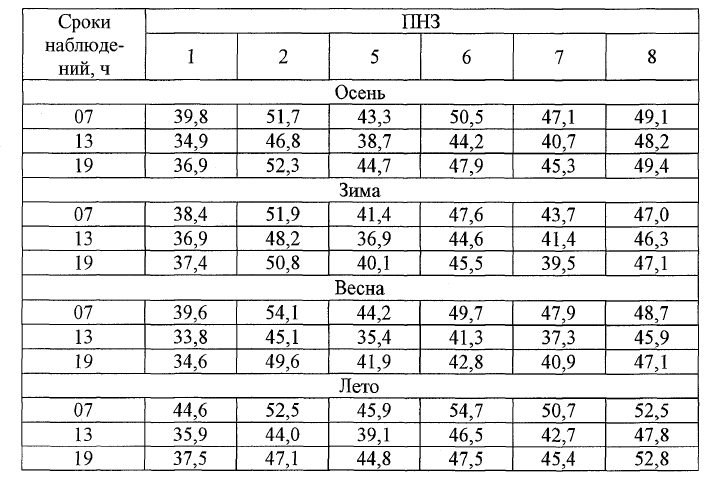 Сроки наблюде-ний, ч ПНЗ
1 2 5 6 7 8
Осень
07 39,8 51,7 43,3 50,5 47,1 49,1
13 34,9 46,8 38,7 44,2 40,7 48,2
19 36,9 52,3 44,7 47,9 45,3 49,4
Зима
07 38,4 51,9 41,4 47,6 43,7 47,0
13 36,9 48,2 36,9 44,6 41,4 46,3
19 37,4 50,8 40,1 45,5 39,5 47,1
Весна
07 39,6 54,1 44,2 49,7 47,9 48,7
13 33,8 45,1 35,4 41,3 37,3 45,9
19 34,6 49,6 41,9 42,8 40,9 47,1
Лето
07 44,6 52,5 45,9 54,7 50,7 52,5
13 35,9 44,0 39,1 46,5 42,7 47,8
19 37,5 47,1 44,8 47,5 45,4 52,8